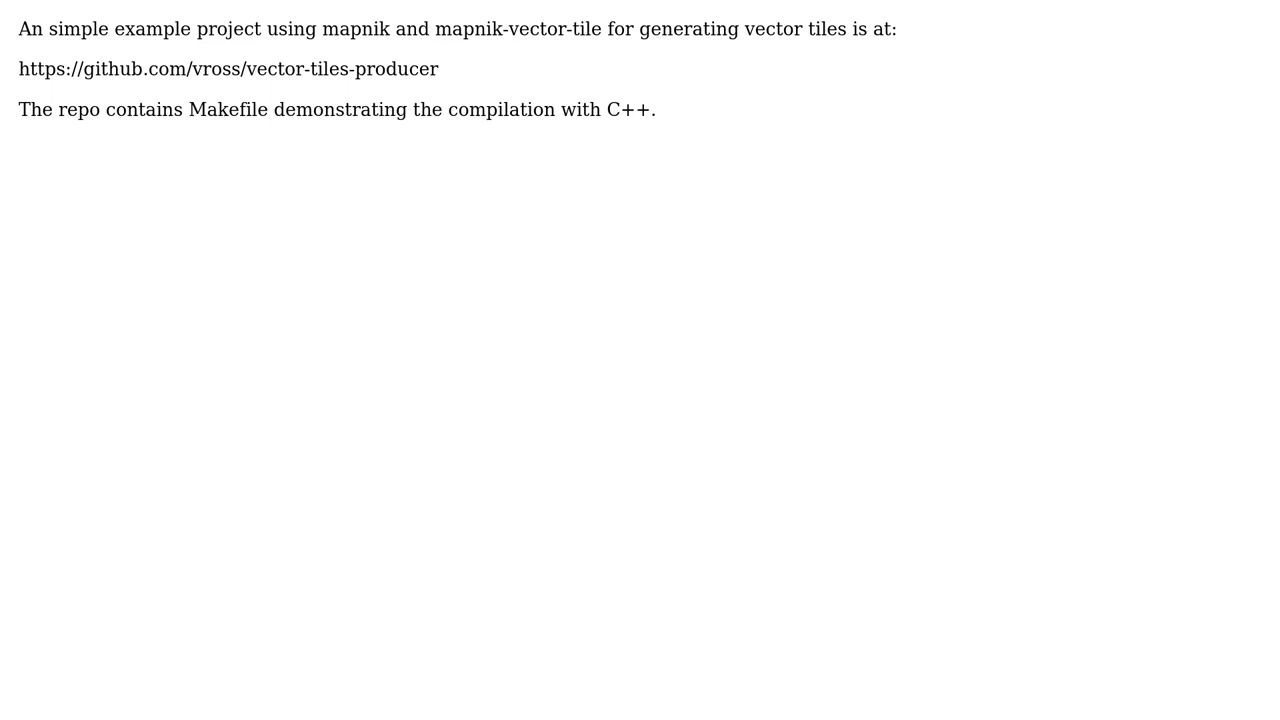 An simple example project using mapnik and mapnik-vector-tile for generating vector tiles is at:
https://github.com/vross/vector-tiles-producer
The repo contains Makefile demonstrating the compilation with C++.